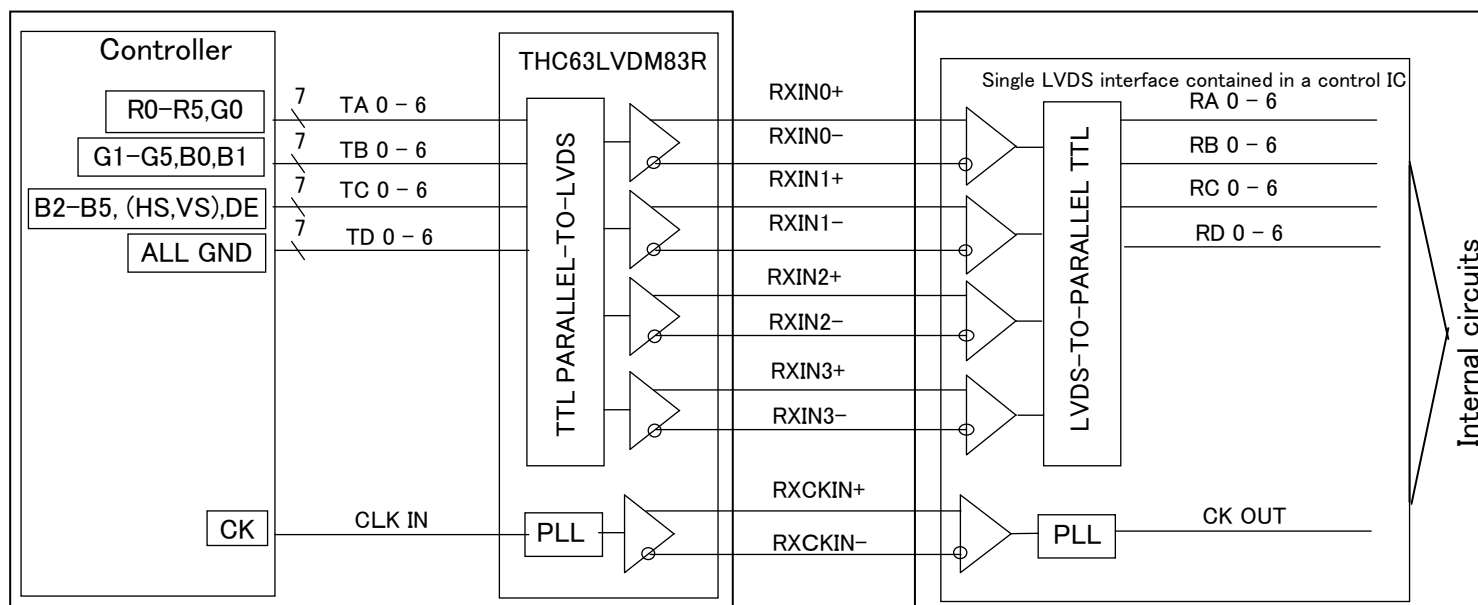 Controller
THC63LVDM83R
Single LVDS interface contained in a control IC
R0-R5,G0
7
TA 0 - 6
RXIN0+
RA 0 - 6
G1-G5,B0,B1
7
TB 0 - 6
RXIN0-
RB 0 - 6
B2-B5, (HS,VS),DE
7
TC 0 - 6
RXIN1+
RC 0 - 6
ALL GND
7
TD 0 - 6
RXIN1-
RD 0 - 6
TTL PARALLEL-TO-LVDS
RXIN2+
RXIN2-
RXIN3+
RXIN3-
LVDS-TO-PARALLEL TTL
Internal circuits
CK
CLK IN
PLL
RXCKIN+
RXCKIN-
PLL
CK OUT